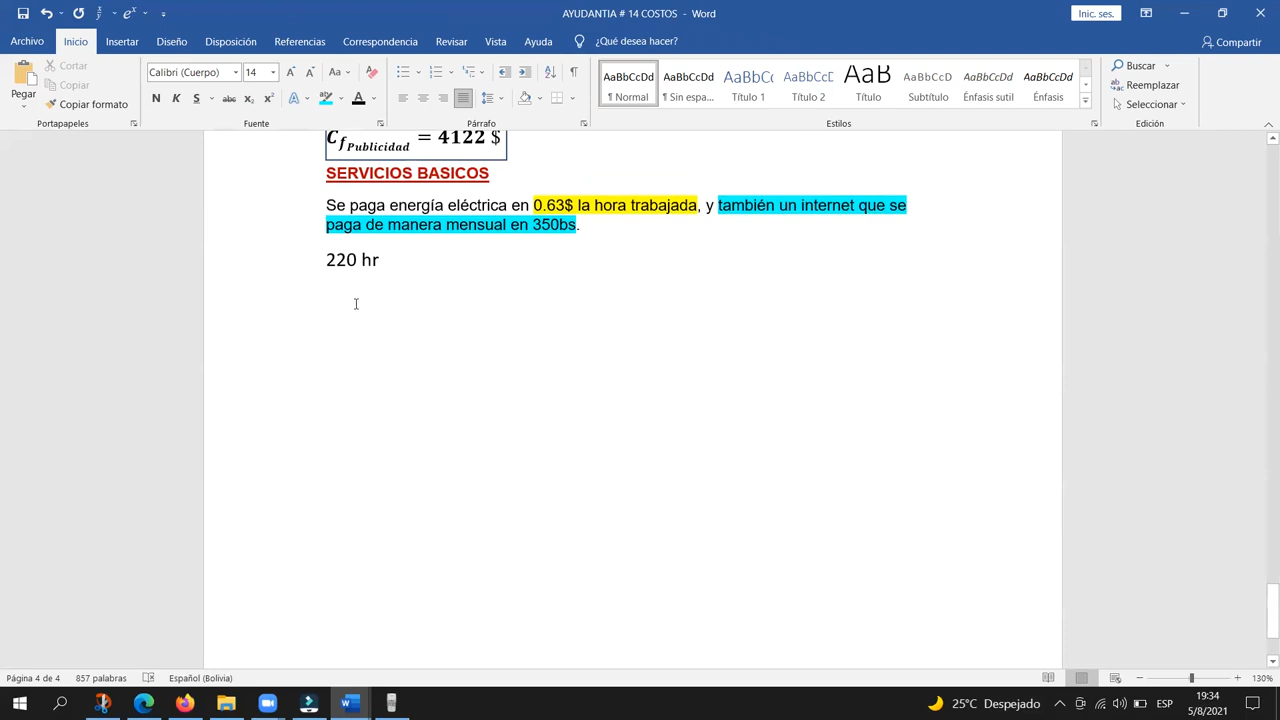 AYUDANTIA # 14 COSTOS - Word
Inic. ses.
Archivo Inicio Insertar Diseño Disposición Referencias Correspondencia Revisar Vista Ayuda ¿Qué desea hacer? Compartir
Pegar
Cortar
Copiar
Copiar formato
Portapapeles
Calibri (Cuerpo) 14
Fuente
Párrafo
AaBbCcDd AaBbCcDd AaBbCc AaBbCcD AaB AaBbCcD AaBbCcDd AaBbCcDd
¶ Normal ¶ Sin espa... Título 1 Título 2 Título Subtítulo Énfasis sutil Énfasis
Estilos
Buscar
Reemplazar
Seleccionar
Edición
C f Publicidad = 4122 $
SERVICIOS BASICOS
Se paga energía eléctrica en 0.63$ la hora trabajada, y también un internet que se
paga de manera mensual en 350bs.
220 hr
Página 4 de 4 857 palabras Español (Bolivia) 130%
25°C Despejado ESP 19:34
5/8/2021